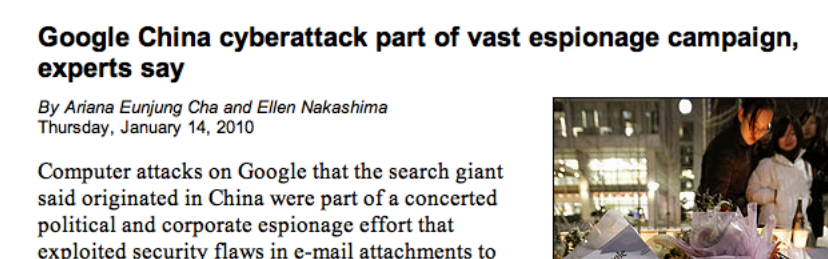 Google China cyberattack part of vast espionage campaign,
experts say
By Ariana Eunjung Cha and Ellen Nakashima
Thursday, January 14, 2010
Computer attacks on Google that the search giant
said originated in China were part of a concerted
political and corporate espionage effort that
exploited security flaws in e-mail attachments to